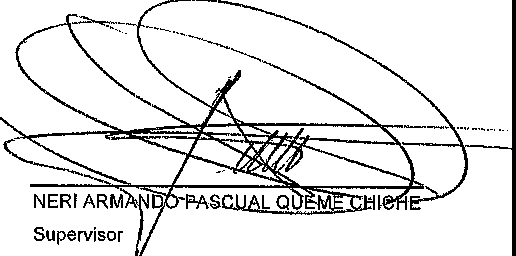 NERI ARMANDO PASCUAL QUEME CHICHE
Supervisor